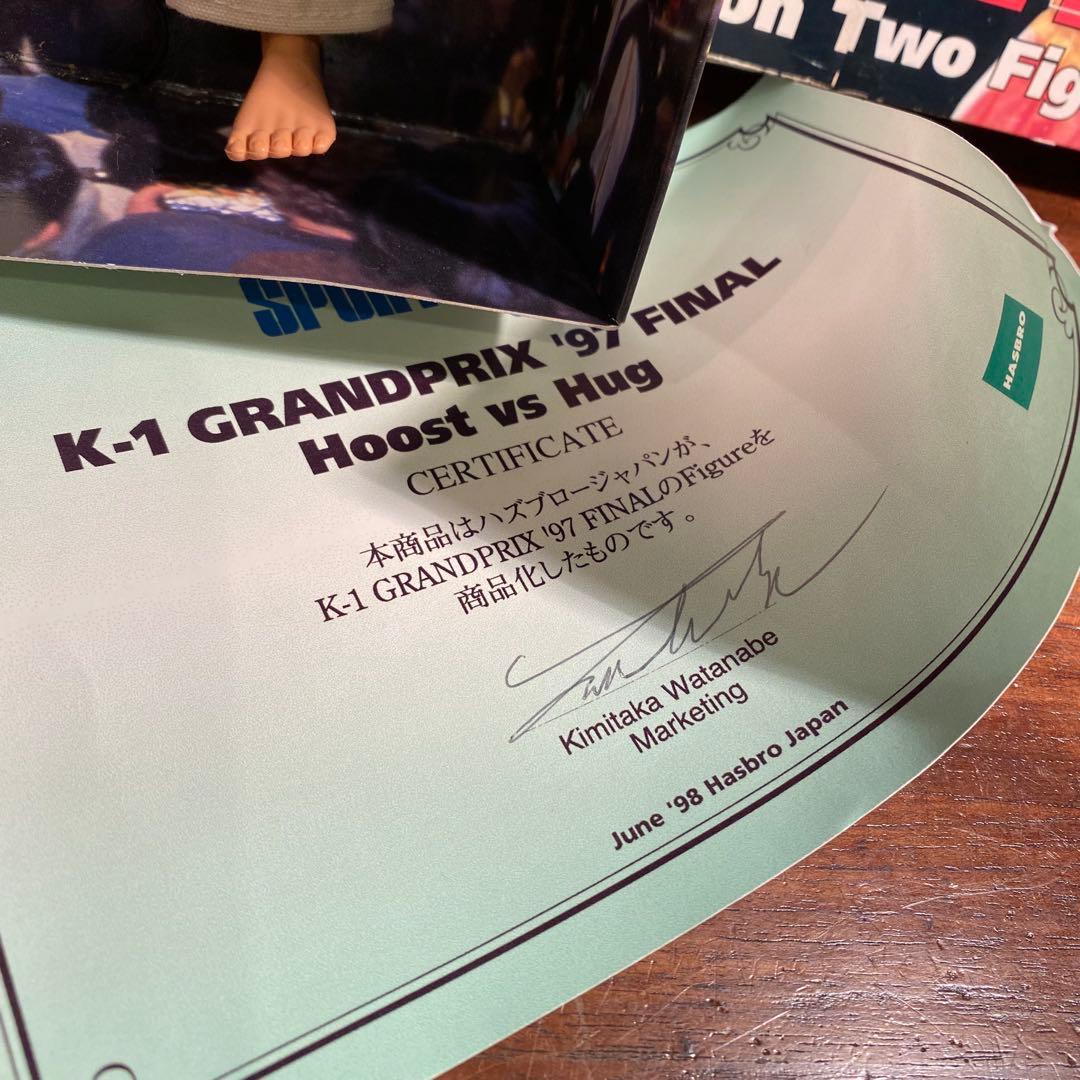 on Two Fig
HASBRO
K-1 GRANDPRIX '97 FINAL
Hoost vs Hug
CERTIFICATE
本商品はハズブロージャパンが、
K-1 GRANDPRIX '97 FINALのFigureを
商品化したものです。
Kimitaka Watanabe
Marketing
June '98 Hasbro Japan